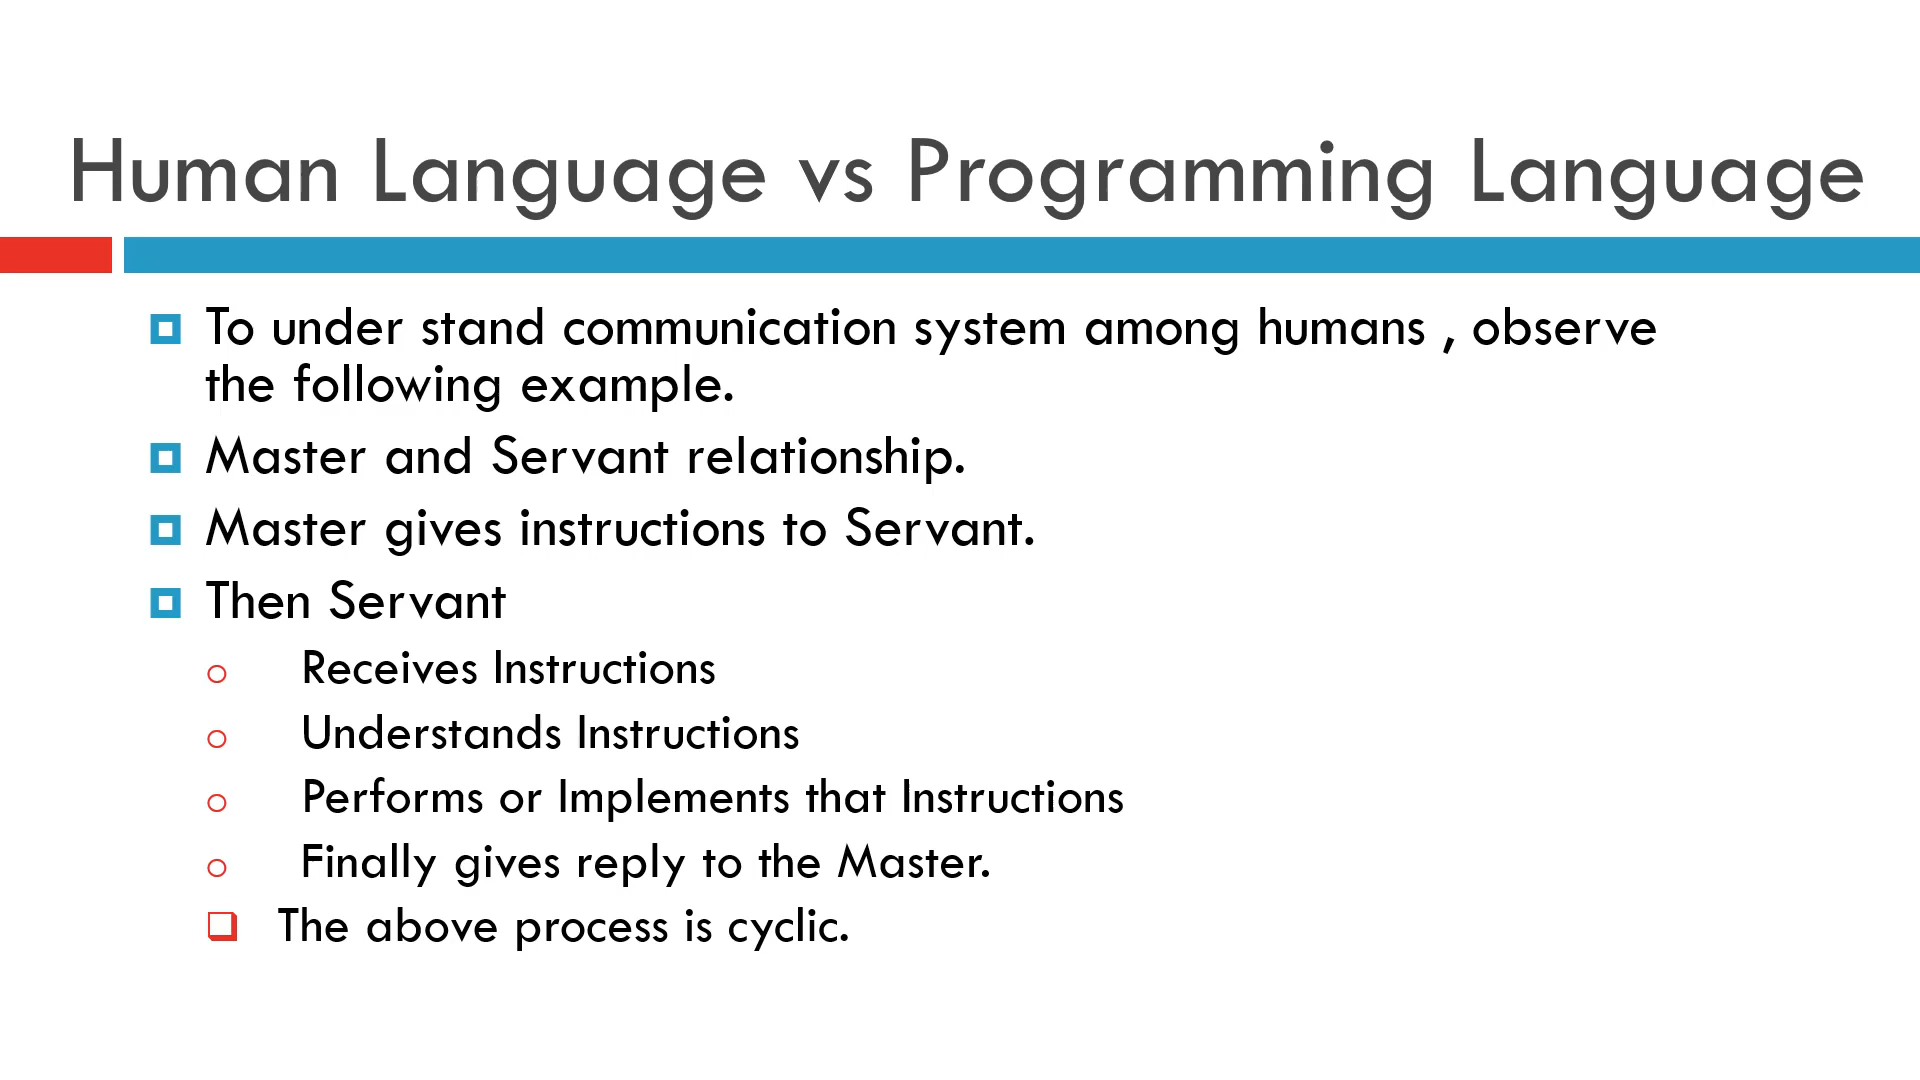 Human Language vs Programming Language
To under stand communication system among humans , observe
the following example.
Master and Servant relationship.
Master gives instructions to Servant.
Then Servant
Receives Instructions
Understands Instructions
Performs or Implements that Instructions
Finally gives reply to the Master.
The above process is cyclic.